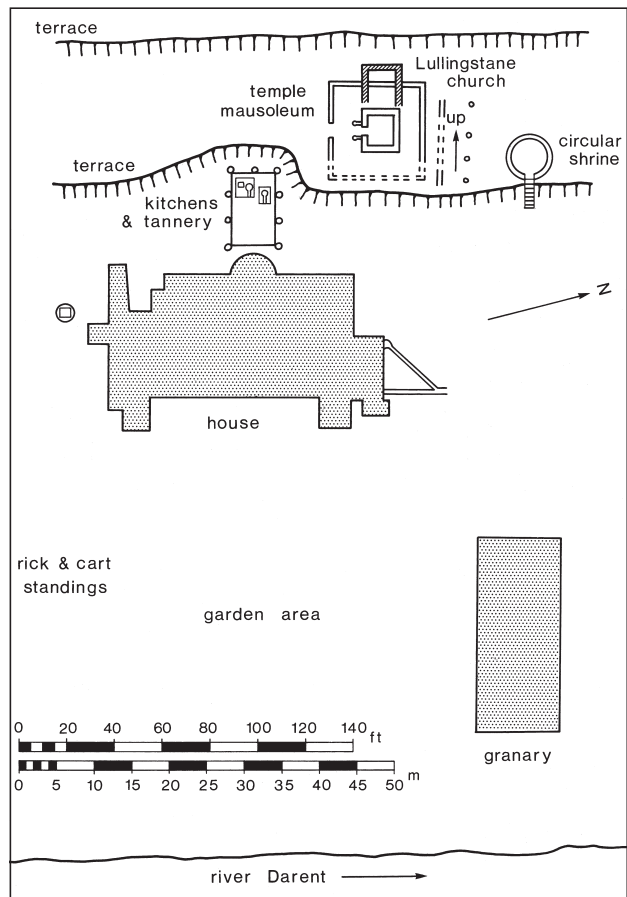 terrace
Lullingstane
church
temple
mausoleum
up
circular
shrine
terrace
kitchens
& tannery
N
house
rick & cart
standings
garden area
0 20 40 60 80 100 120 140 ft
0 5 10 15 20 25 30 35 40 45 50 m
granary
river Darent